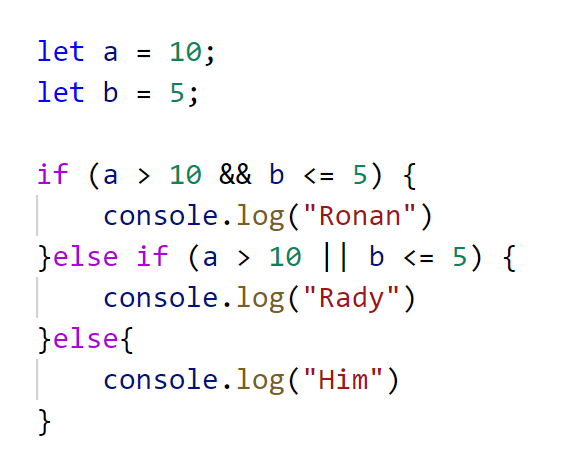 let a = 10;
let b = 5;

if (a > 10 && b <= 5) {
    console.log("Ronan")
}else if (a > 10 || b <= 5) {
    console.log("Rady")
}else{
    console.log("Him")
}